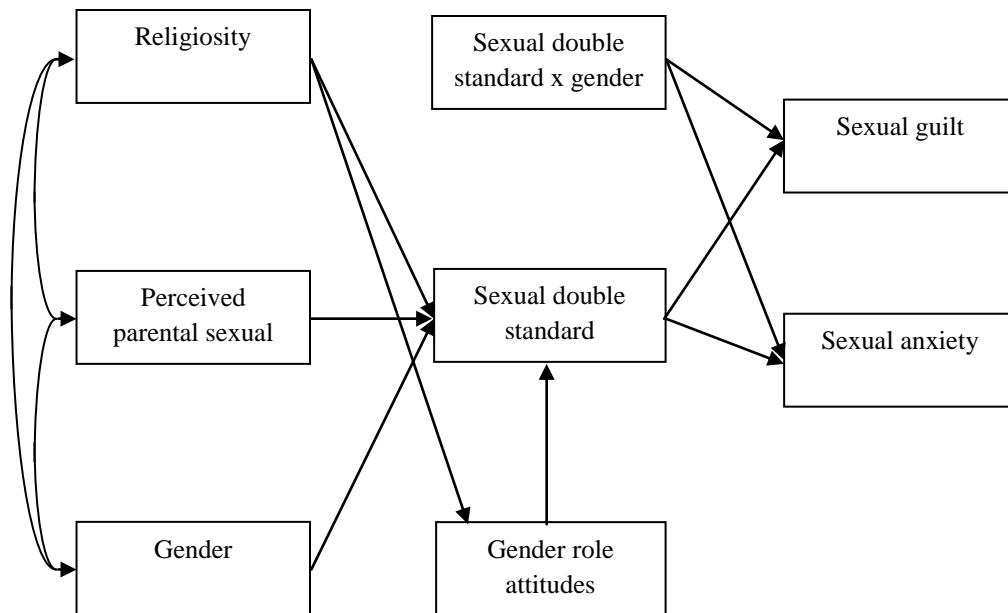 Religiosity
Sexual double
standard x gender
Sexual guilt
Perceived
parental sexual
Sexual double
standard
Sexual anxiety
Gender
Gender role
attitudes